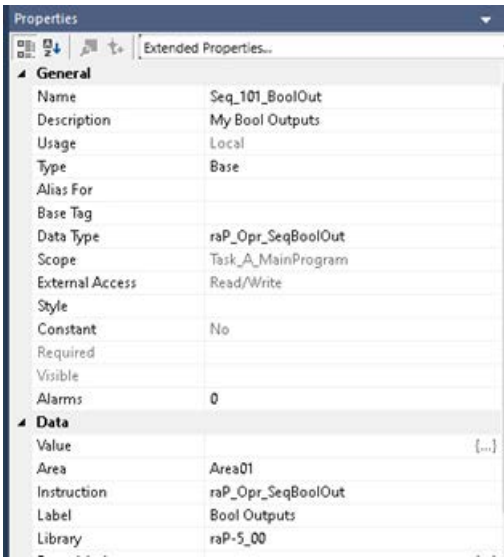 Properties
Extended Properties...
General
Name Seq_101_BoolOut
Description My Bool Outputs
Usage Local
Type Base
Alias For
Base Tag
Data Type raP_Opr_SeqBoolOut
Scope Task_A_MainProgram
External Access Read/Write
Style
Constant No
Required
Visible
Alarms 0
Data
Value {...}
Area Area01
Instruction raP_Opr_SeqBoolOut
Label Bool Outputs
Library raP-5_00